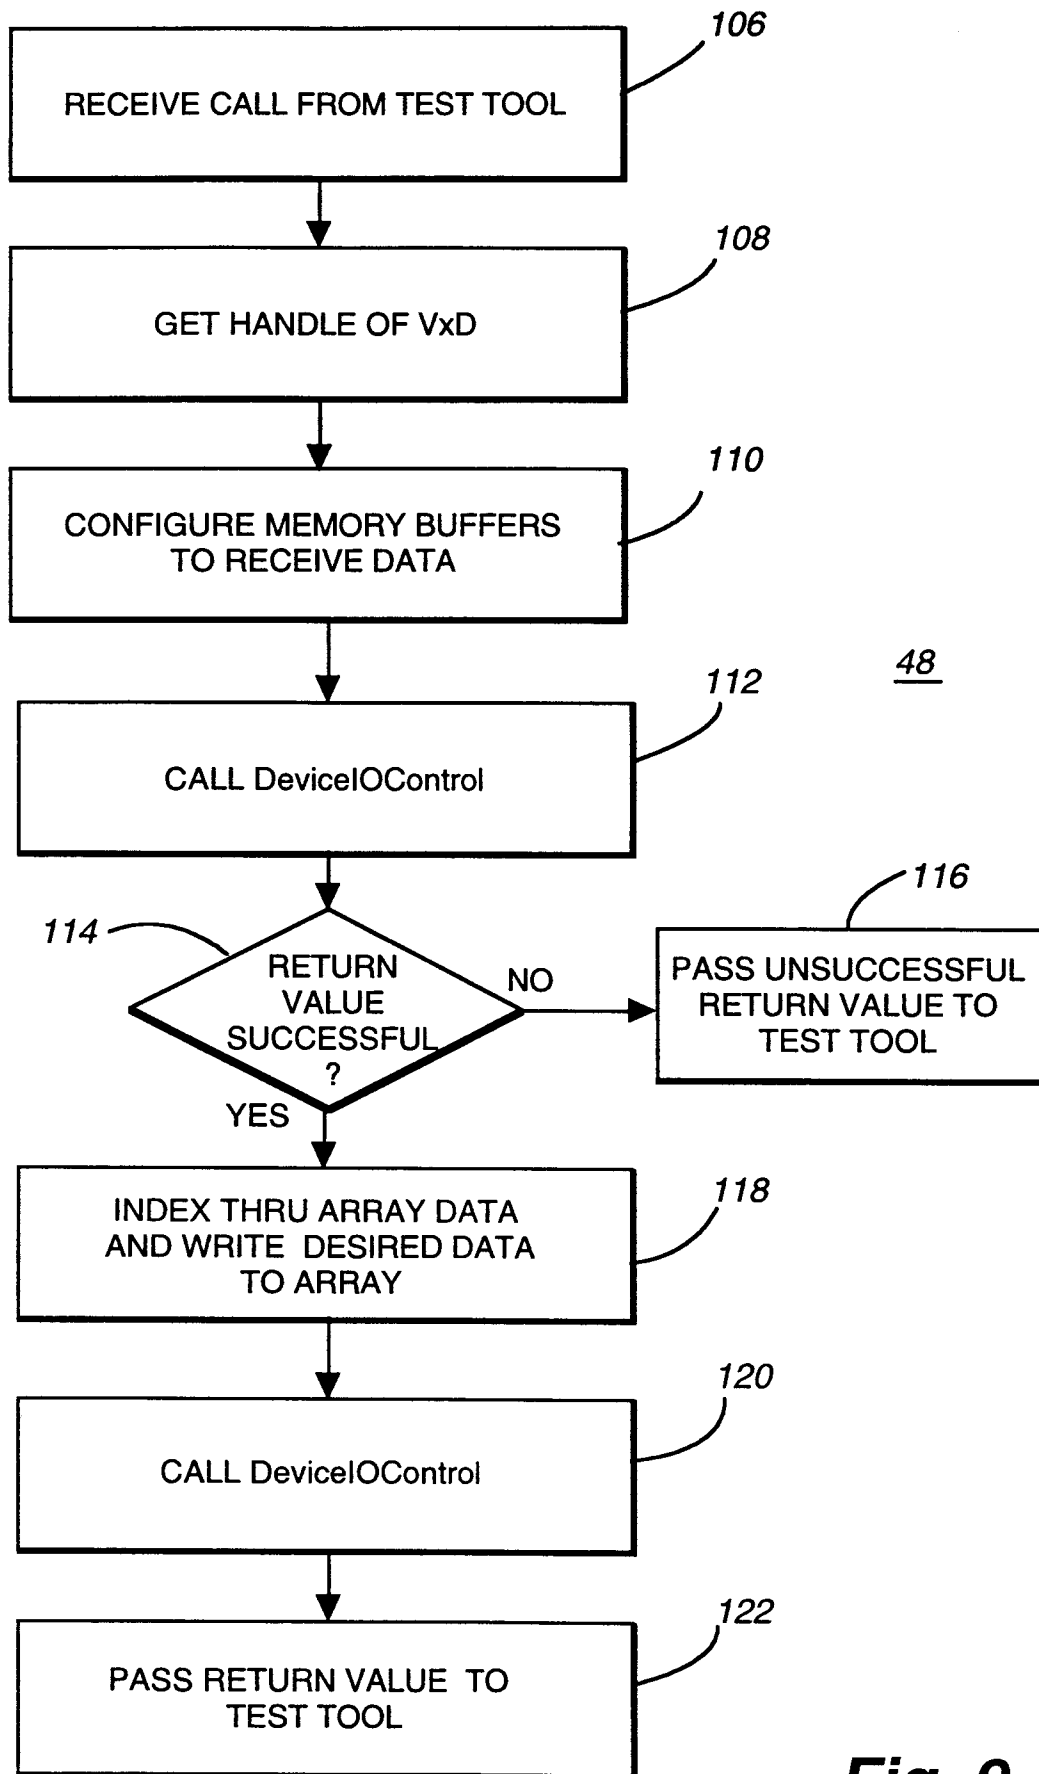 106
RECEIVE CALL FROM TEST TOOL
108
GET HANDLE OF VxD
110
CONFIGURE MEMORY BUFFERS
TO RECEIVE DATA
48
112
CALL DeviceIOControl
114
RETURN
VALUE
SUCCESSFUL
?
NO
YES
116
PASS UNSUCCESSFUL
RETURN VALUE TO
TEST TOOL
118
INDEX THRU ARRAY DATA
AND WRITE DESIRED DATA
TO ARRAY
120
CALL DeviceIOControl
122
PASS RETURN VALUE TO
TEST TOOL
Fig.